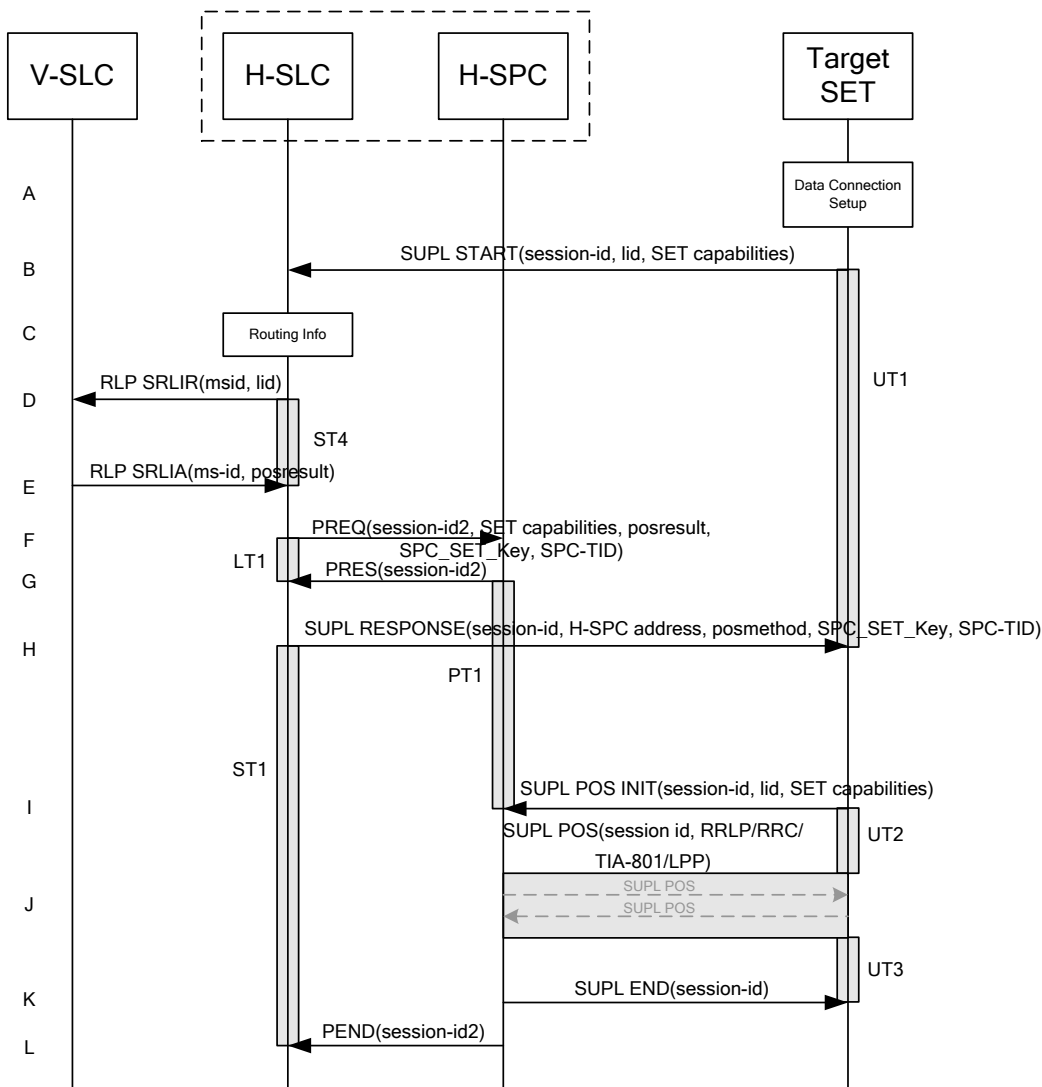 V-SLC
H-SLC
H-SPC
Target
SET
A
Data Connection
Setup
B
SUPL START(session-id, lid, SET capabilities)
C
Routing Info
D
RLP SRLIR(msid, lid)
UT1
ST4
E
RLP SRLIA(ms-id, posresult)
F
PREQ(session-id2, SET capabilities, posresult,
SPC_SET_Key, SPC-TID)
LT1
G
PRES(session-id2)
H
SUPL RESPONSE(session-id, H-SPC address, posmethod, SPC_SET_Key, SPC-TID)
PT1
ST1
I
SUPL POS INIT(session-id, lid, SET capabilities)
UT2
SUPL POS(session id, RRLP/RRC/
TIA-801/LPP)
SUPL POS
J
SUPL POS
UT3
K
SUPL END(session-id)
L
PEND(session-id2)